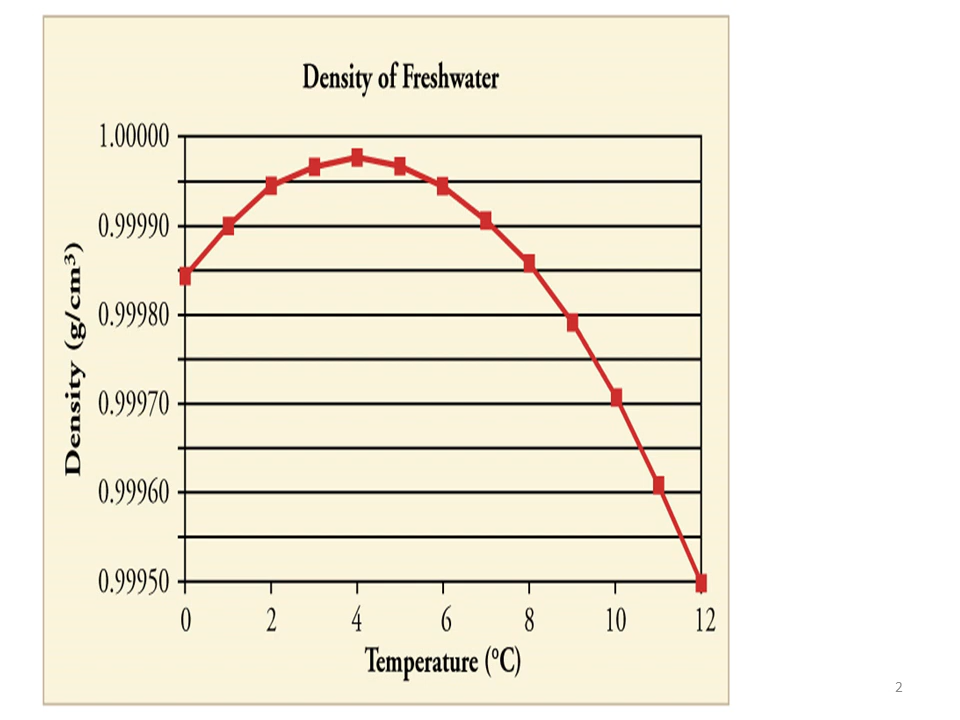 Density of Freshwater
1.00000
0.99990
0.99980
0.99970
0.99960
0.99950
Density (g/cm³)
0 2 4 6 8 10 12
Temperature (°C)
2